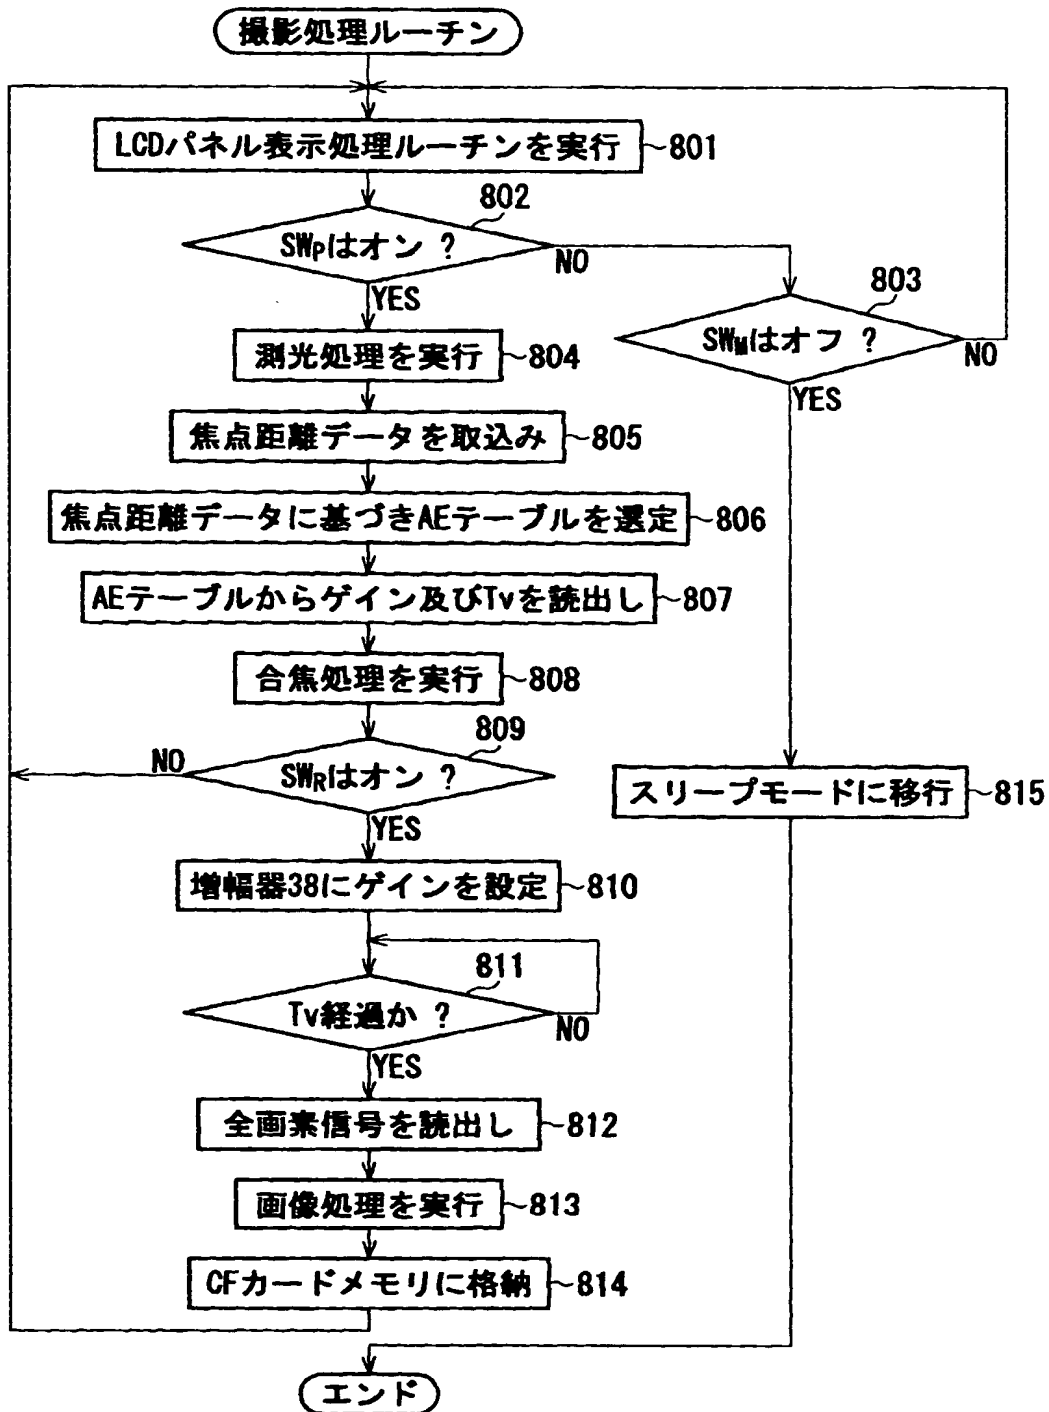 撮影処理ルーチン
LCDパネル表示処理ルーチンを実行 801
802
SWPはオン ?
NO
YES
803
SWMはオフ ?
NO
YES
測光処理を実行 804
焦点距離データを取込み 805
焦点距離データに基づきAEテーブルを選定 806
AEテーブルからゲイン及びTvを読出し 807
合焦処理を実行 808
809
SWRはオン ?
NO
YES
スリープモードに移行 815
増幅器38にゲインを設定 810
811
Tv経過か ?
NO
YES
全画素信号を読出し 812
画像処理を実行 813
CFカードメモリに格納 814
エンド